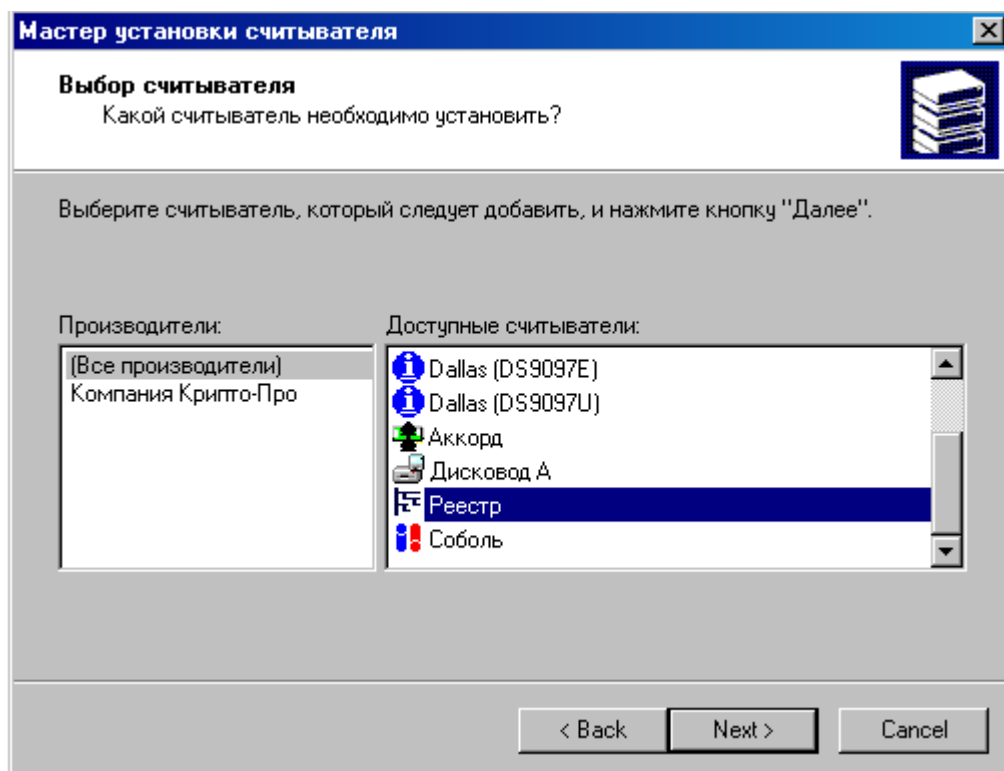 Мастер установки считывателя
Выбор считывателя
Какой считыватель необходимо установить?
Выберите считыватель, который следует добавить, и нажмите кнопку "Далее".
Производители:
(Все производители)
Компания Крипто-Про
Доступные считыватели:
Dallas (DS9097E)
Dallas (DS9097U)
Аккорд
Дисковод А
Реестр
Соболь
< Back
Next >
Cancel